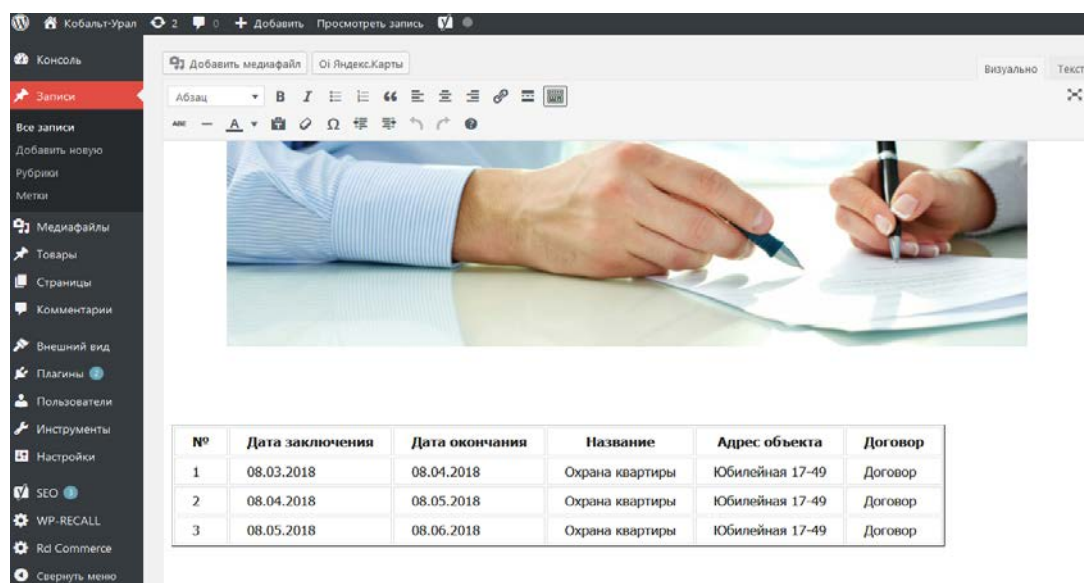 Кобальт-Урал 2 0 + Добавить Просмотреть запись
Консоль
Добавить медиафайл Oi Яндекс.Карты
Визуально Текст
Записи
Абзац B I
ABC A Ω
Все записи
Добавить новую
Рубрики
Метки
Медиафайлы
Товары
Страницы
Комментарии
Внешний вид
Плагины 2
Пользователи
Инструменты
Настройки
SEO 3
WP-RECALL
Rcl Commerce
Свернуть меню
№ Дата заключения Дата окончания Название Адрес объекта Договор
1 08.03.2018 08.04.2018 Охрана квартиры Юбилейная 17-49 Договор
2 08.04.2018 08.05.2018 Охрана квартиры Юбилейная 17-49 Договор
3 08.05.2018 08.06.2018 Охрана квартиры Юбилейная 17-49 Договор